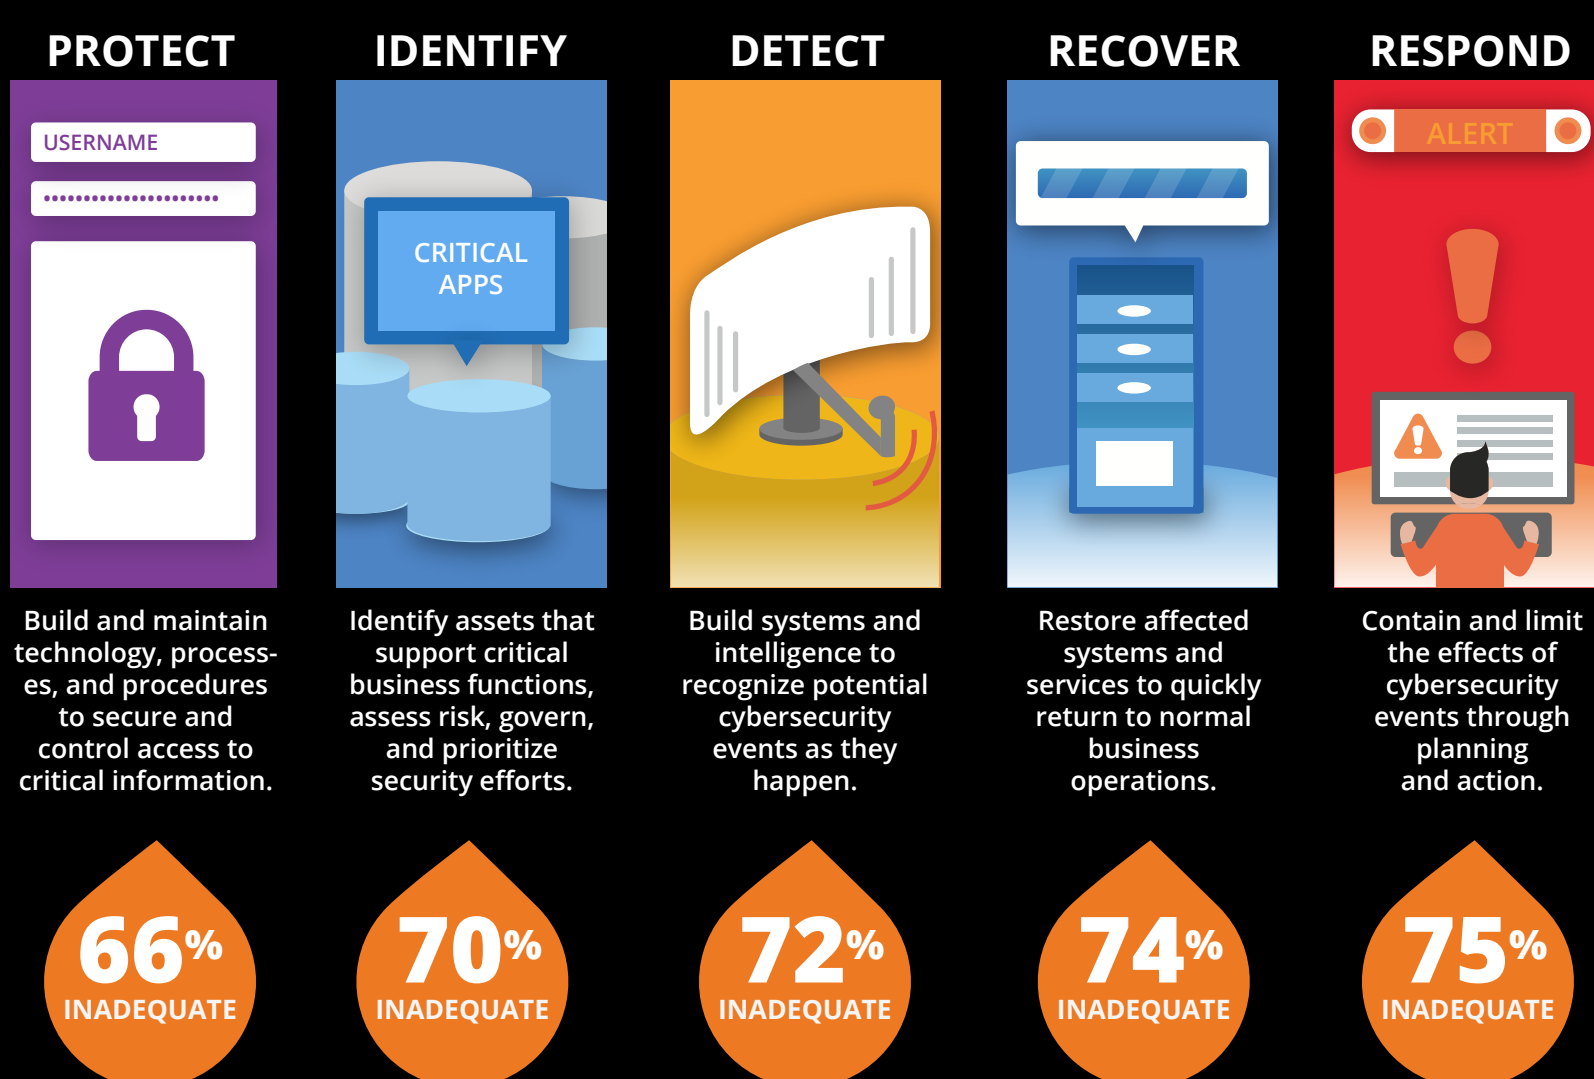 PROTECT
USERNAME
Build and maintain
technology, process-
es, and procedures
to secure and
control access to
critical information.
66%
INADEQUATE
IDENTIFY
CRITICAL
APPS
Identify assets that
support critical
business functions,
assess risk, govern,
and prioritize
security efforts.
70%
INADEQUATE
DETECT
Build systems and
intelligence to
recognize potential
cybersecurity
events as they
happen.
72%
INADEQUATE
RECOVER
Restore affected
systems and
services to quickly
return to normal
business
operations.
74%
INADEQUATE
RESPOND
ALERT
Contain and limit
the effects of
cybersecurity
events through
planning
and action.
75%
INADEQUATE